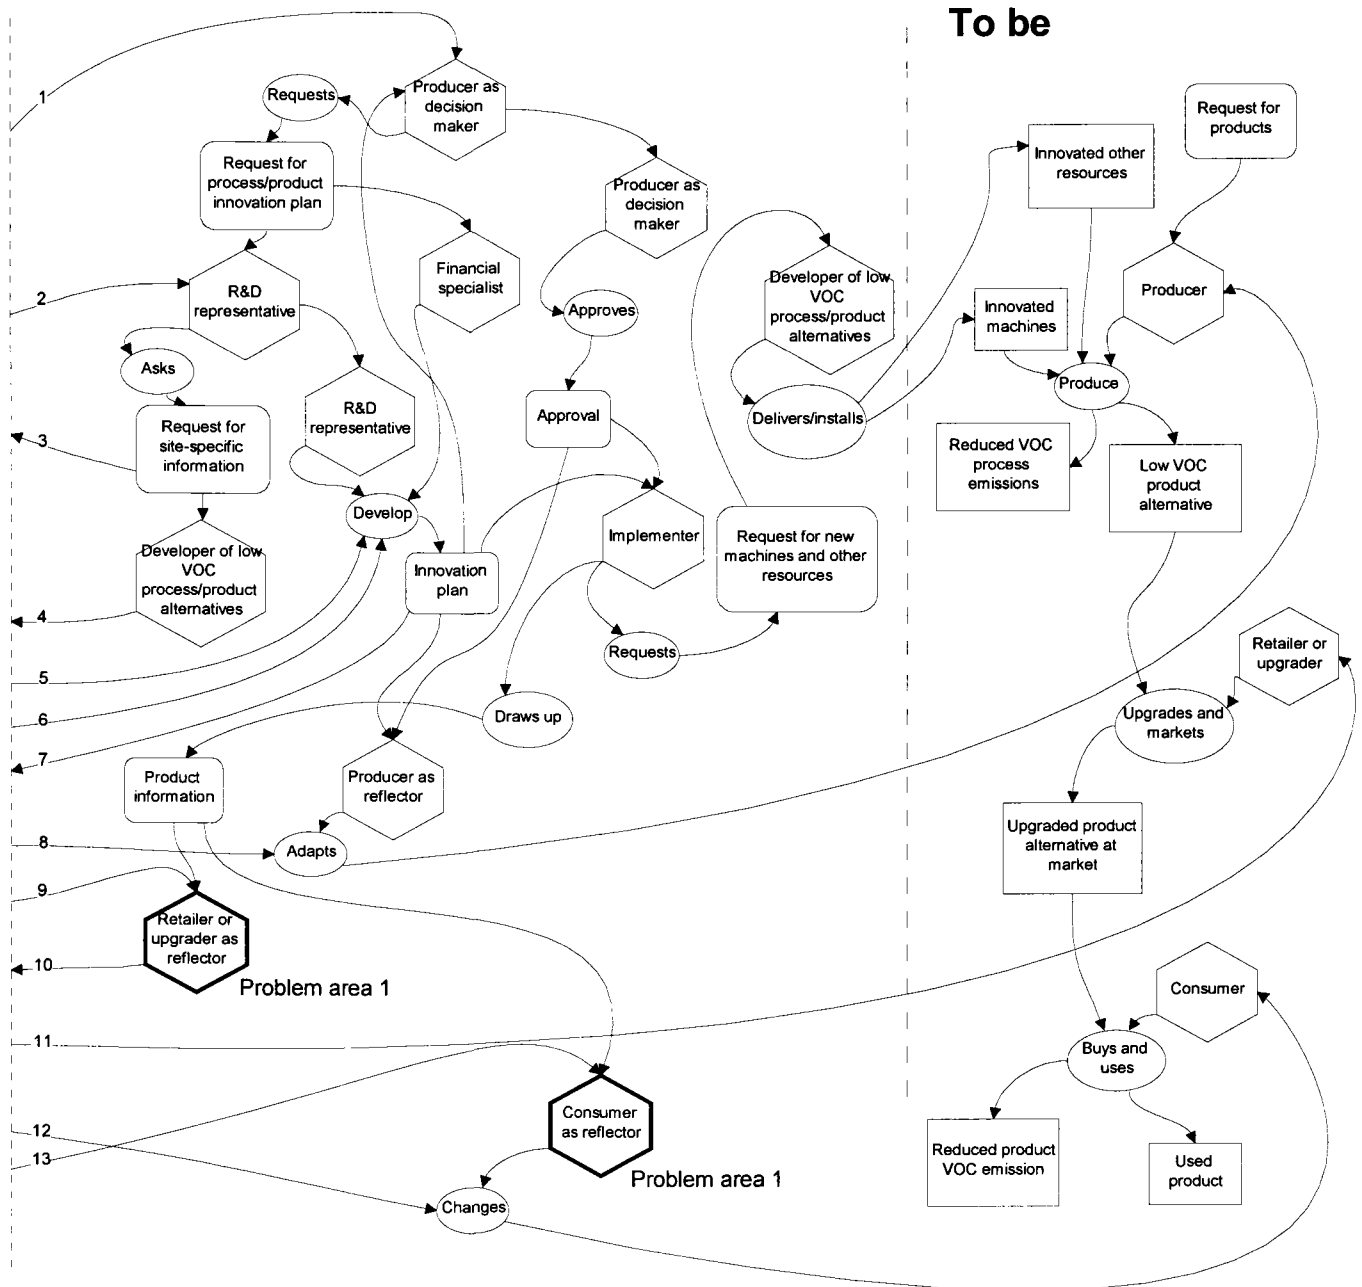 To be
1
Requests
Producer as
decision
maker
Request for
products
Innovated other
resources
Request for
process/product
innovation plan
Producer as
decision
maker
Financial
specialist
2
R&D
representative
Approves
Developer of low
VOC
process/product
alternatives
Innovated
machines
Producer
Asks
Produce
R&D
representative
Approval
Delivers/installs
3
Request for
site-specific
information
Reduced VOC
process
emissions
Low VOC
product
alternative
Develop
Implementer
Request for new
machines and other
resources
Developer of low
VOC
process/product
alternatives
Innovation
plan
4
Requests
Retailer or
upgrader
5
6
Draws up
Upgrades and
markets
7
Product
information
Producer as
reflector
8
Adapts
Upgraded product
alternative at
market
9
Retailer or
upgrader as
reflector
10
Problem area 1
Consumer
11
Buys and
uses
Consumer
as reflector
12
13
Problem area 1
Reduced product
VOC emission
Used
product
Changes